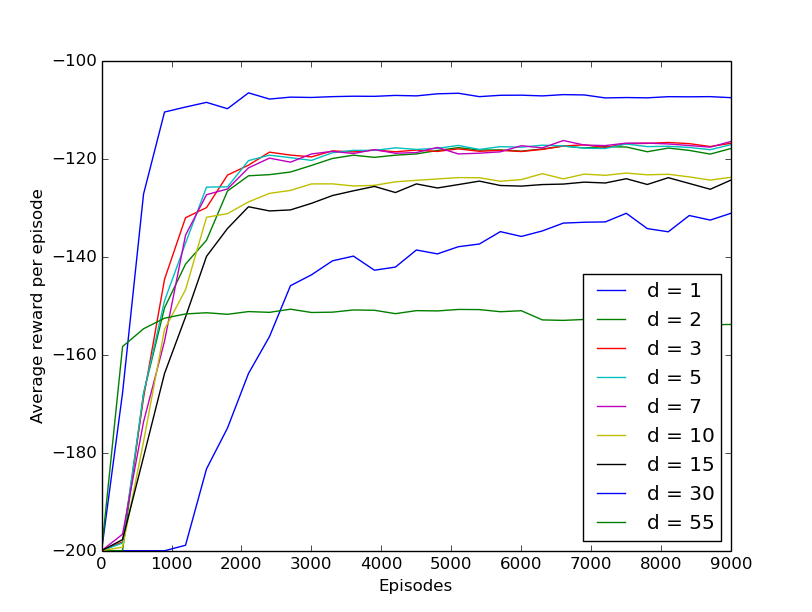 −100
−120
−140
−160
−180
−200
Average reward per episode
0 1000 2000 3000 4000 5000 6000 7000 8000 9000
Episodes
d = 1
d = 2
d = 3
d = 5
d = 7
d = 10
d = 15
d = 30
d = 55